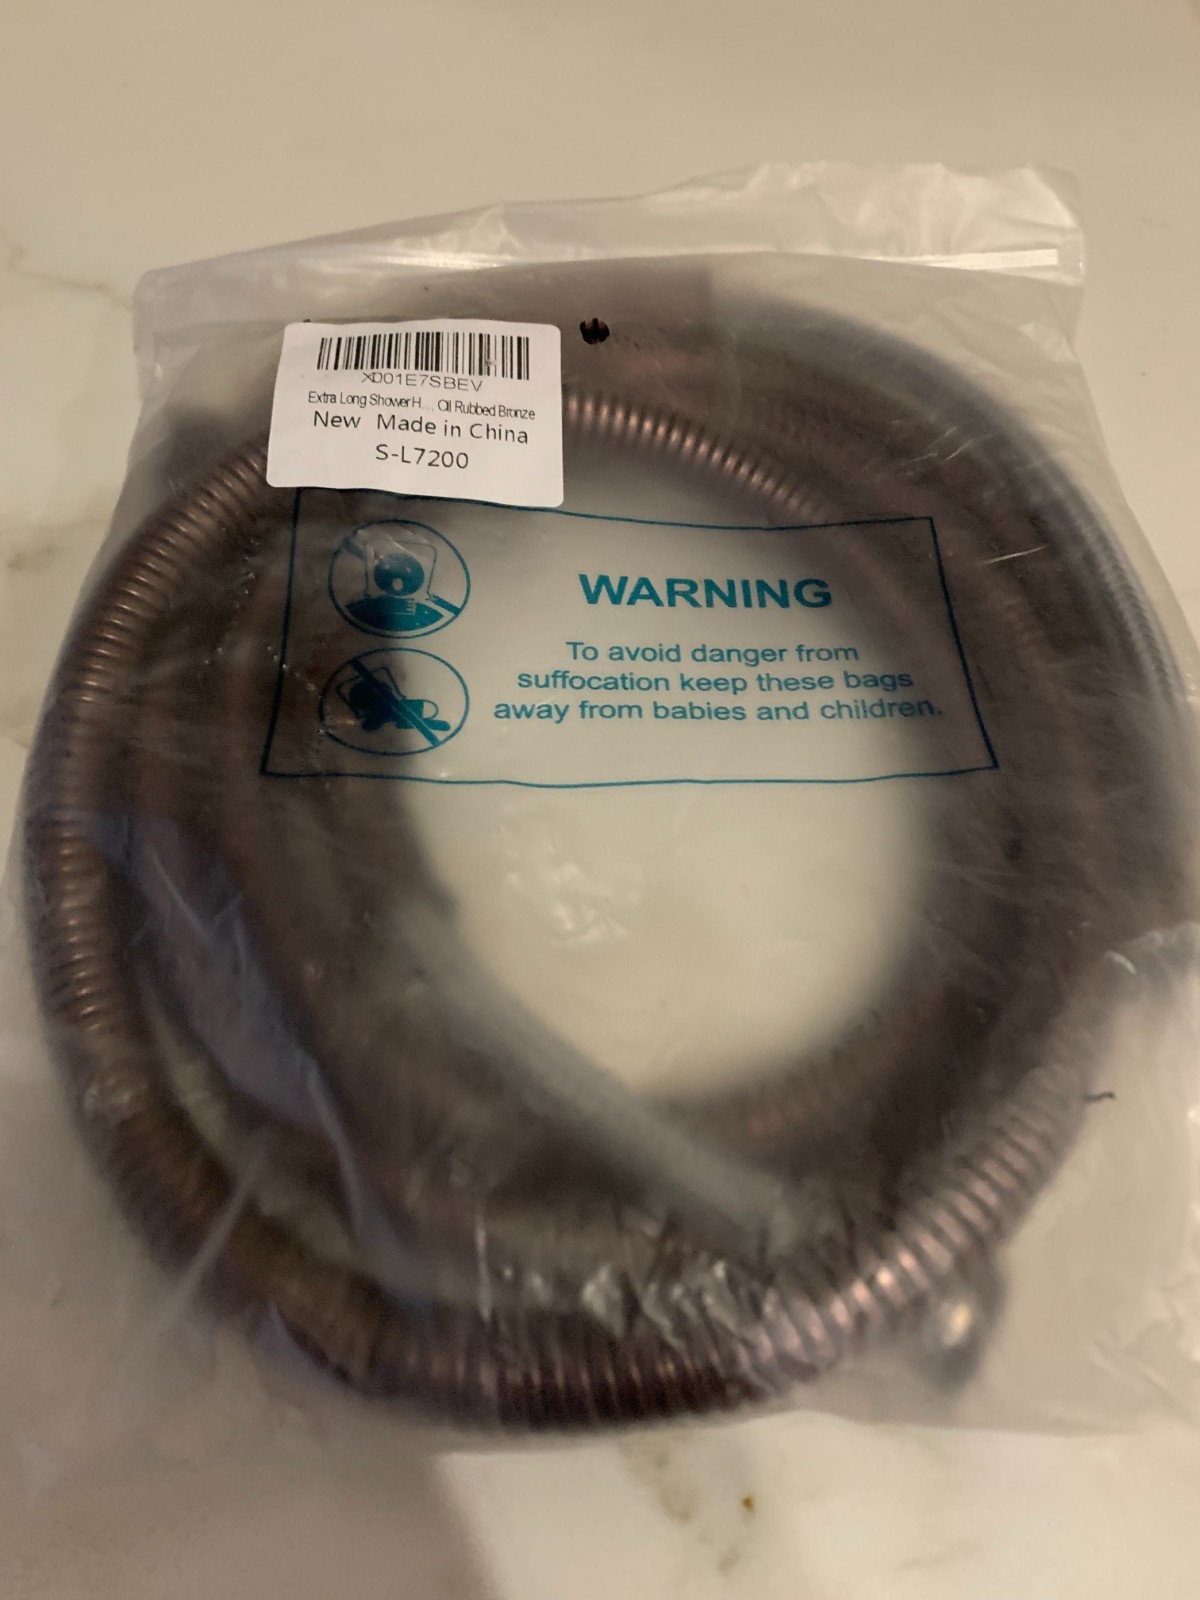 X001E7SBEV
Extra Long Shower H..., Oil Rubbed Bronze
New Made in China
S-L7200
WARNING
To avoid danger from
suffocation keep these bags
away from babies and children.